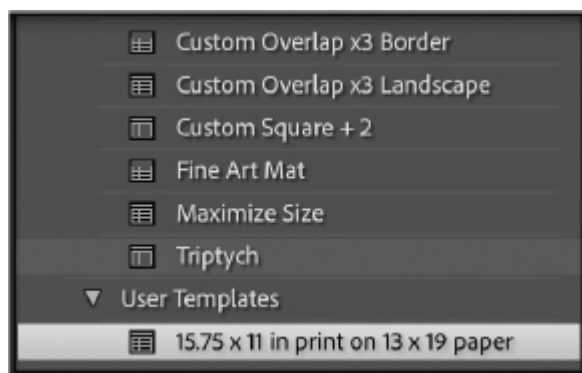 Custom Overlap x3 Border
Custom Overlap x3 Landscape
Custom Square + 2
Fine Art Mat
Maximize Size
Triptych
User Templates
15.75 x 11 in print on 13 x 19 paper